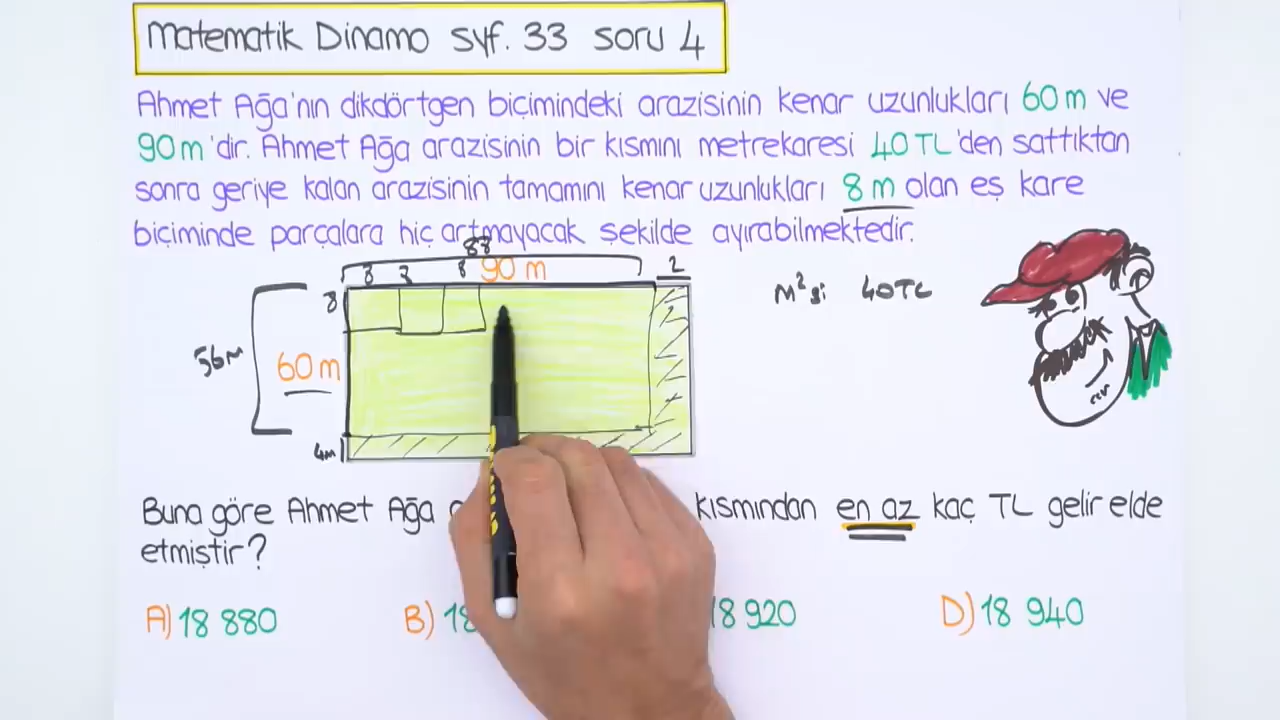 Matematik Dinamo syf. 33 soru 4
Ahmet Ağa'nın dikdörtgen biçimindeki arazisinin kenar uzunlukları 60 m ve
90 m'dir. Ahmet Ağa arazisinin bir kısmını metrekaresi 40 TL'den sattıktan
sonra geriye kalan arazisinin tamamını kenar uzunlukları 8 m olan eş kare
biçiminde parçalara hiç artmayacak şekilde ayırabilmektedir.
88
8 8 8 90 m 2
8
m² si 40TL
56m
60 m
4m
Buna göre Ahmet Ağa kısmından en az kaç TL gelir elde
etmiştir?
A) 18 880
B) 18
18 920
D) 18 940